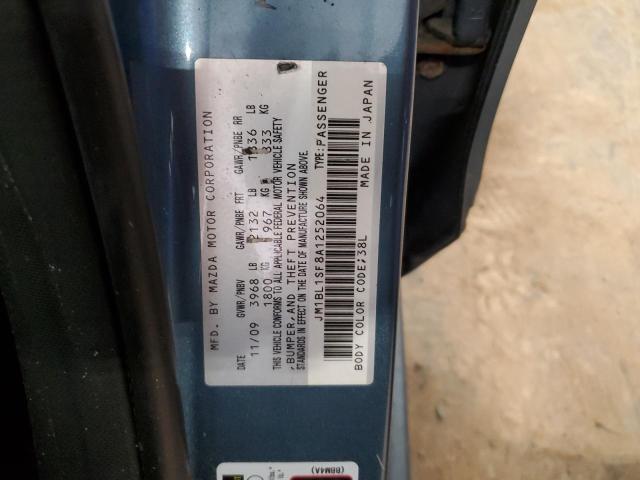 MFD. BY MAZDA MOTOR CORPORATION
DATE GVWR/PNBV GAWR/PNBE FRT GAWR/PNBE RR
11/09 3968 LB 2132 LB LB
1800 KG 967 KG KG
THIS VEHICLE CONFORMS TO ALL APPLICABLE FEDERAL MOTOR VEHICLE SAFETY
,BUMPER,AND THEFT PREVENTION
STANDARDS IN EFFECT ON THE DATE OF MANUFACTURE SHOWN ABOVE.
JM1BL1SF8A1252064 TYPE:PASSENGER
BODY COLOR CODE:38L MADE IN JAPAN
(BBM4A)